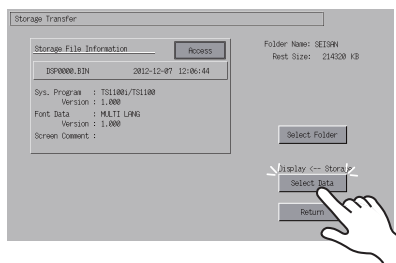 Storage Transfer
Storage File Information
Access
DSP0000.BIN 2012-12-07 12:06:44
Sys. Program : TS1100i/TS1100
Version : 1.000
Font Data : MULTI LANG
Version : 1.000
Screen Comment :
Folder Name: SEISAN
Rest Size: 214320 KB
Select Folder
Display <-- Storage
Select Data
Return